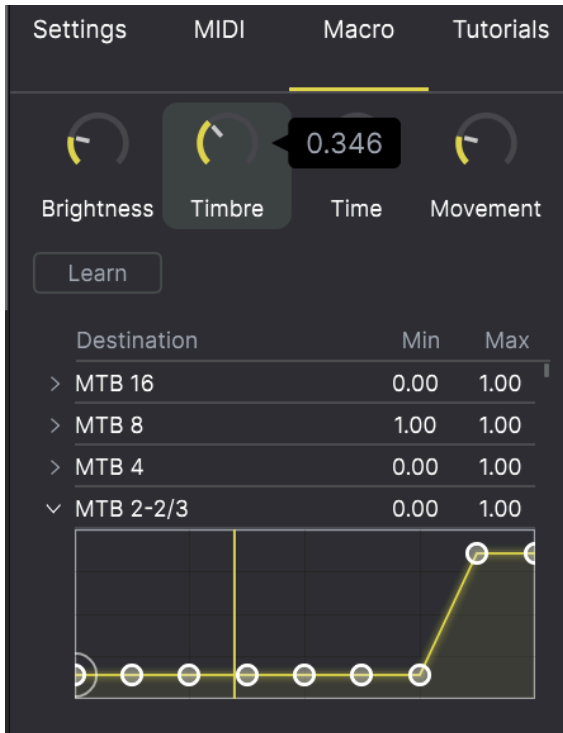 Settings MIDI Macro Tutorials
0.346
Brightness Timbre Time Movement
Learn
Destination Min Max
MTB 16 0.00 1.00
MTB 8 1.00 1.00
MTB 4 0.00 1.00
MTB 2-2/3 0.00 1.00